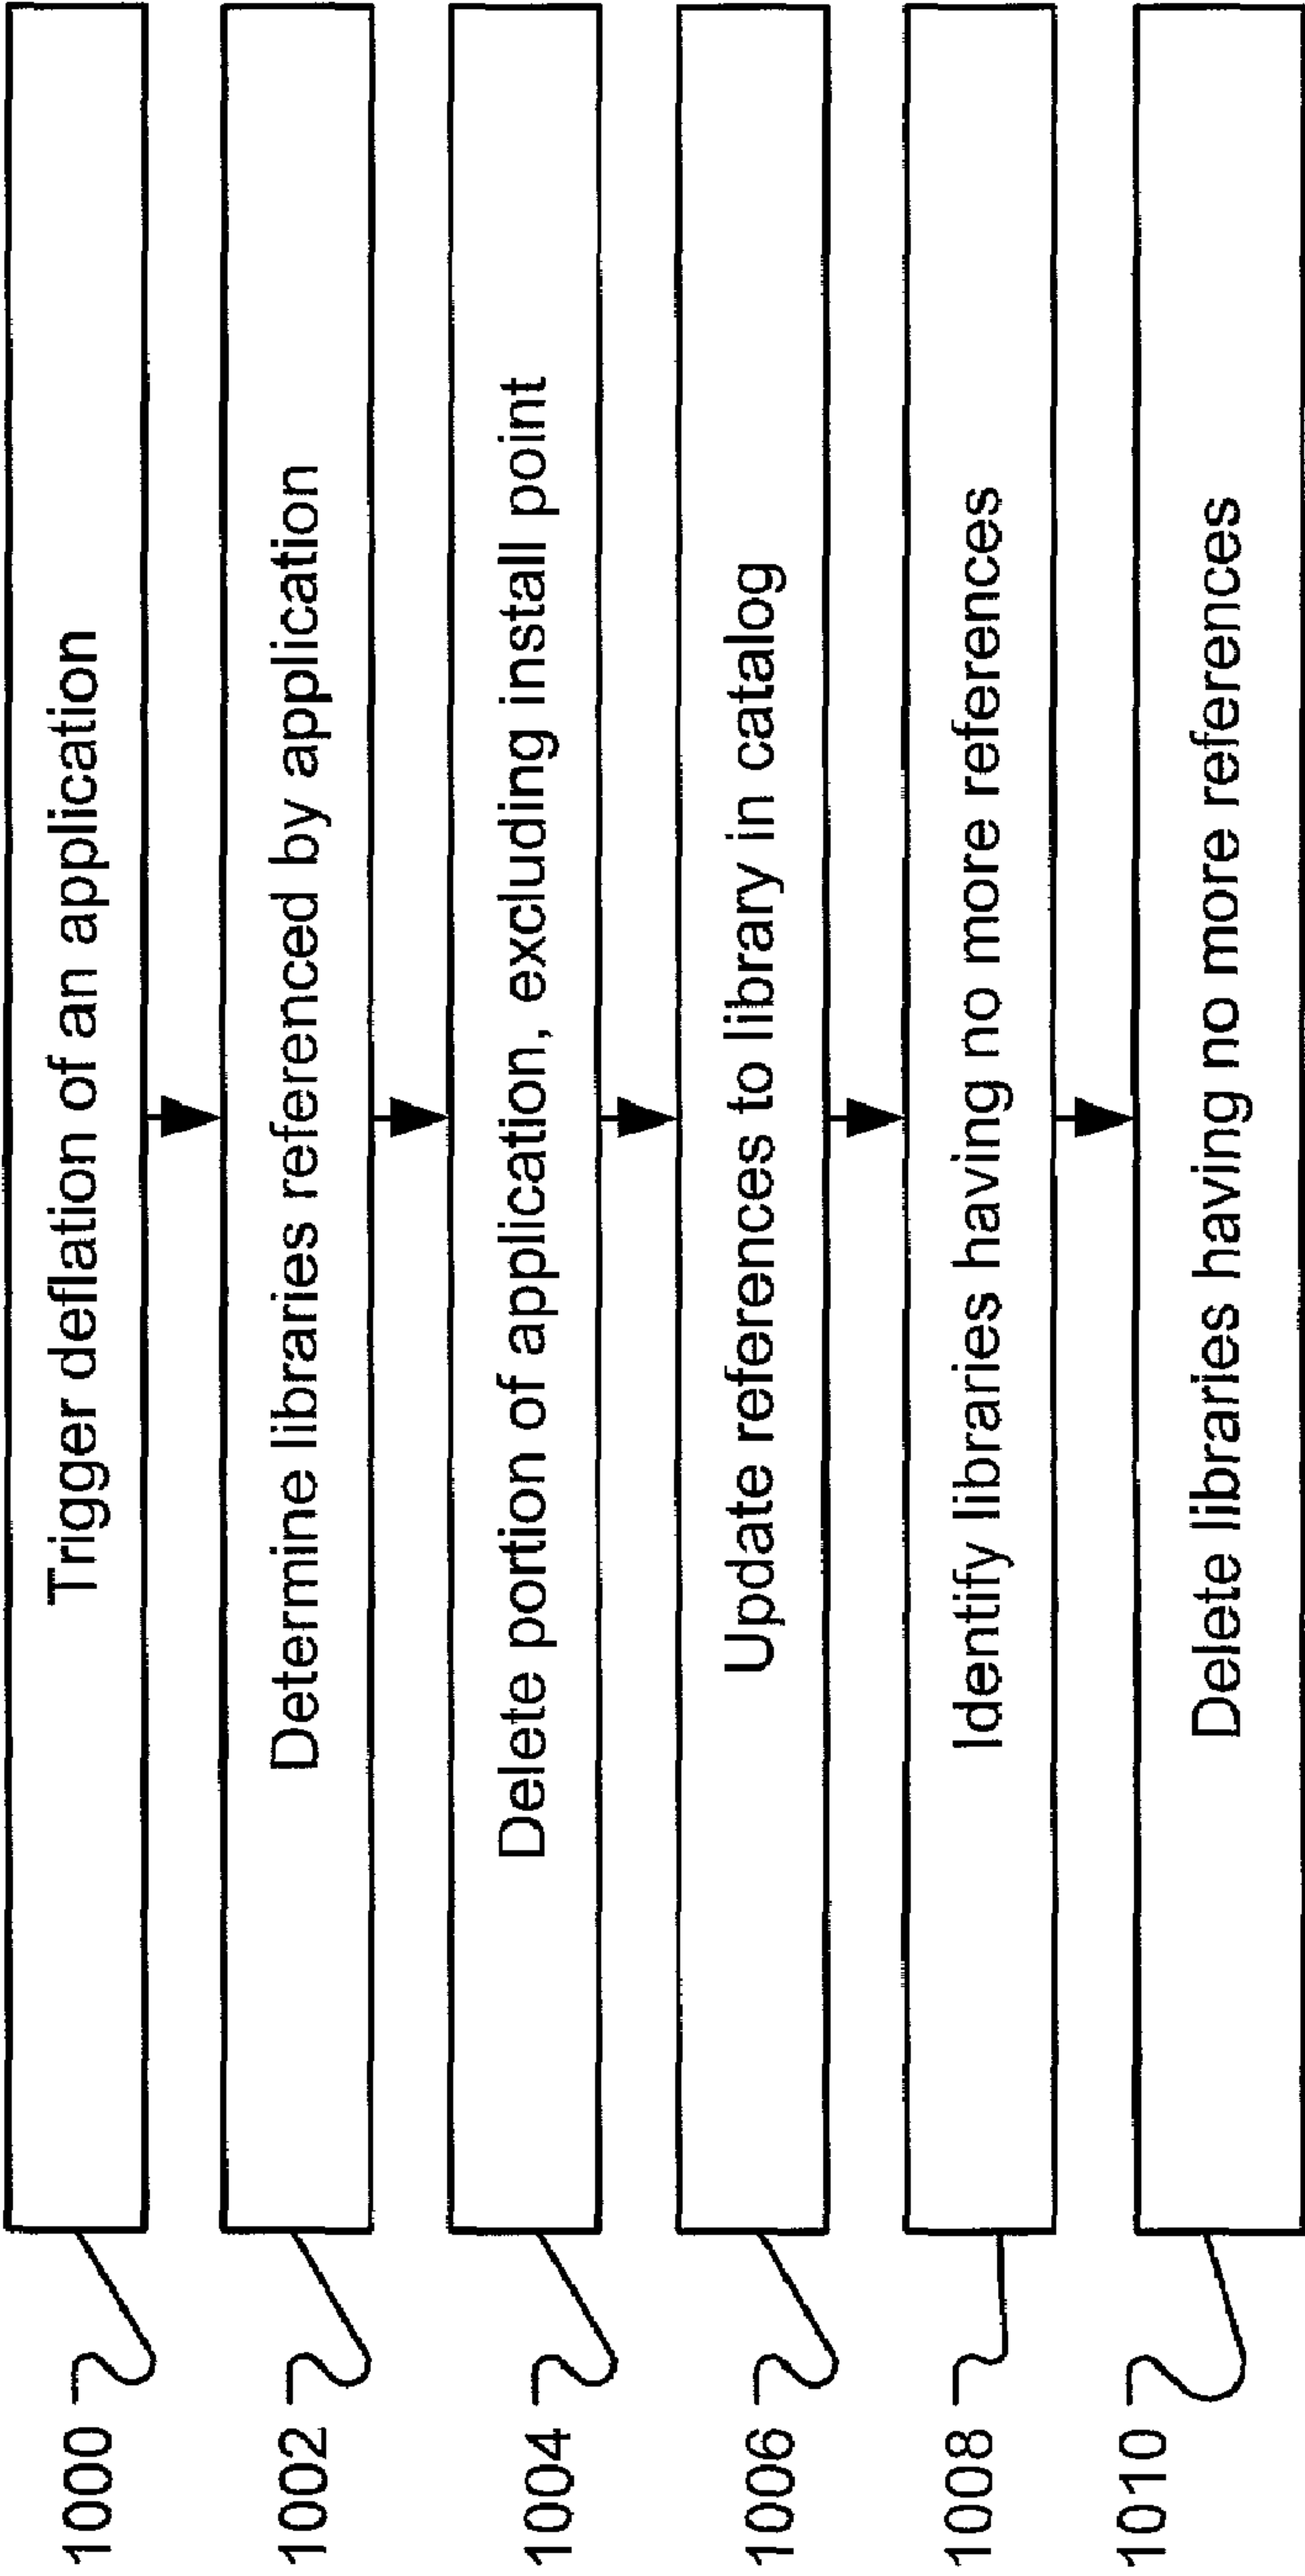 1000
Trigger deflation of an application
1002
Determine libraries referenced by application
1004
Delete portion of application, excluding install point
1006
Update references to library in catalog
1008
Identify libraries having no more references
1010
Delete libraries having no more references